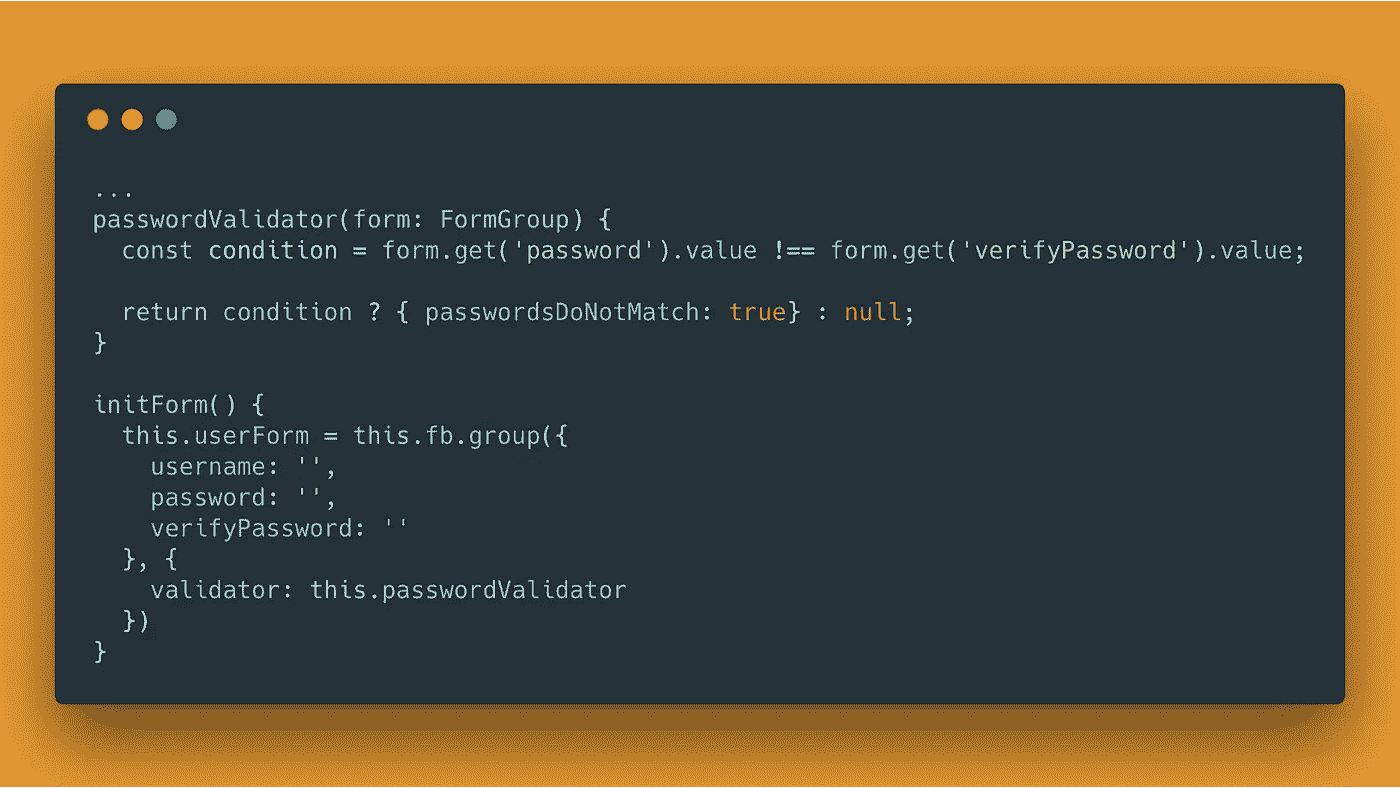 ...
passwordValidator(form: FormGroup) {
  const condition = form.get('password').value !== form.get('verifyPassword').value;

  return condition ? { passwordsDoNotMatch: true} : null;
}

initForm() {
  this.userForm = this.fb.group({
    username: '',
    password: '',
    verifyPassword: ''
  }, {
    validator: this.passwordValidator
  })
}